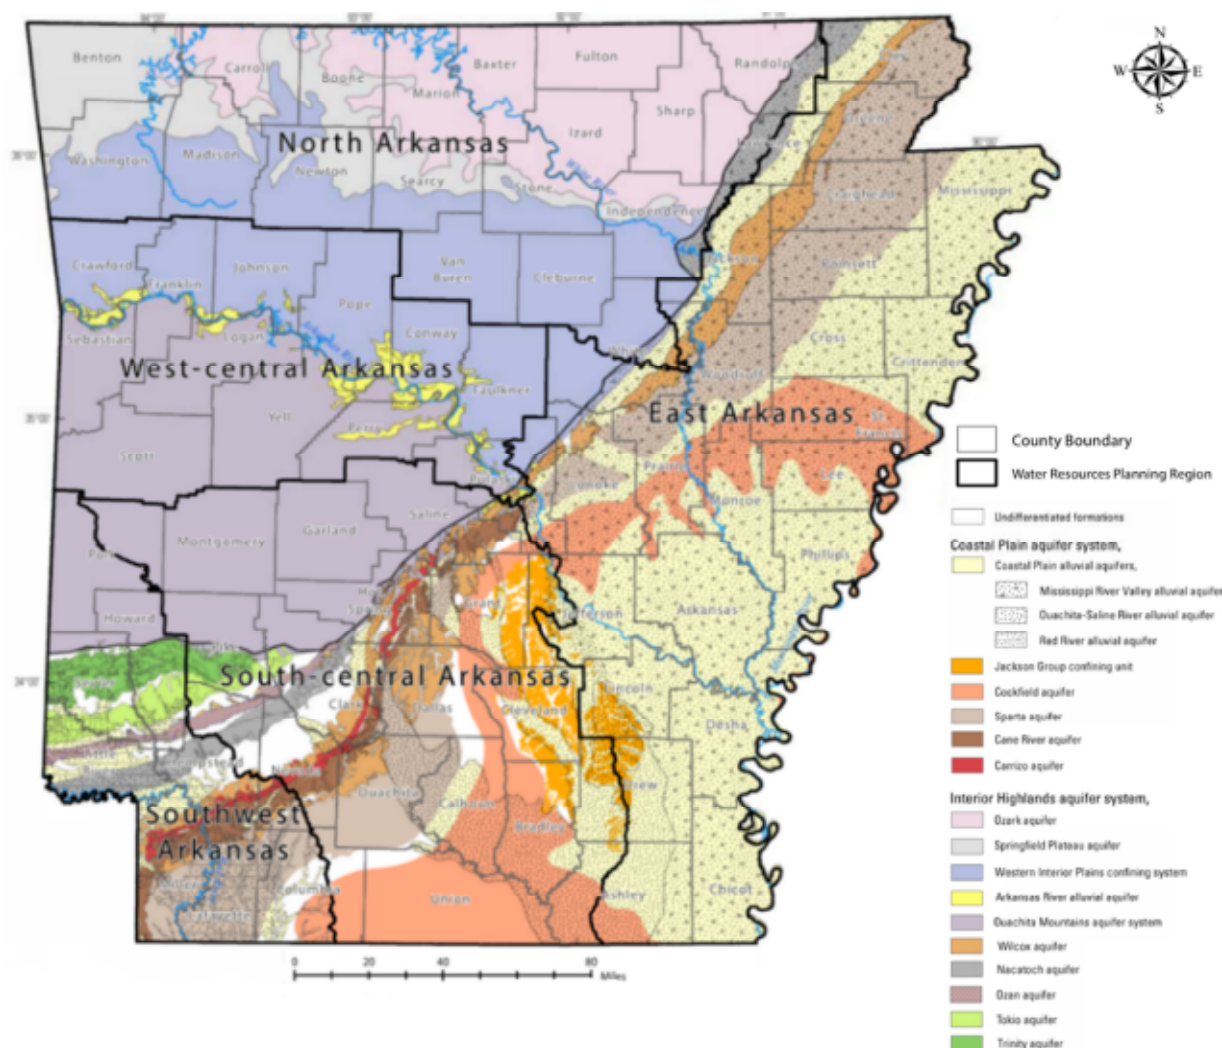 N
W E
S
Benton
Carroll
Boone
Baxter
Fulton
Marion
Sharp
Izard
North Arkansas
Washington
Madison
Newton
Searcy
Stone
White River
Independence
Greene
Craighead
Mississippi
Jackson
Crawford
Franklin
Johnson
Van
Buren
Cleburne
Pope
Conway
Sebastian
Logan
West-central Arkansas
Faulkner
Cross
Crittenden
Woodruff
East Arkansas
St.
Francis
Yell
Perry
Scott
Pulaski
Lonoke
Prairie
Lee
Monroe
Saline
Garland
Montgomery
Phillips
Howard
Grant
Jefferson
Arkansas
South-central Arkansas
Clark
Dallas
Cleveland
Lincoln
Desha
Hempstead
Ouachita
Calhoun
Bradley
Southwest
Arkansas
Columbia
Lafayette
Union
Ashley
Chicot
0 20 40 80
Miles
County Boundary
Water Resources Planning Region
Undifferentiated formations
Coastal Plain aquifer system,
Coastal Plain alluvial aquifers,
Mississippi River Valley alluvial aquifer
Ouachita-Saline River alluvial aquifer
Red River alluvial aquifer
Jackson Group confining unit
Cockfield aquifer
Sparta aquifer
Cane River aquifer
Carrizo aquifer
Interior Highlands aquifer system,
Ozark aquifer
Springfield Plateau aquifer
Western Interior Plains confining system
Arkansas River alluvial aquifer
Ouachita Mountains aquifer system
Wilcox aquifer
Nacatoch aquifer
Ozan aquifer
Tokio aquifer
Trinity aquifer